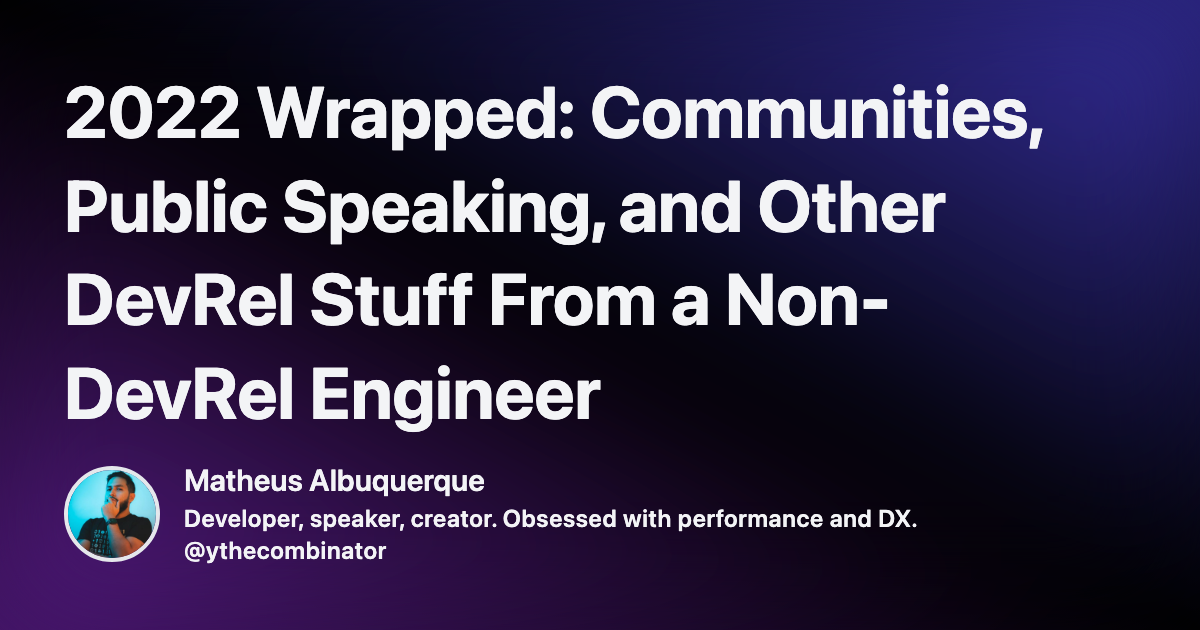 2022 Wrapped: Communities,
Public Speaking, and Other
DevRel Stuff From a Non-
DevRel Engineer
Matheus Albuquerque
Developer, speaker, creator. Obsessed with performance and DX.
@ythecombinator